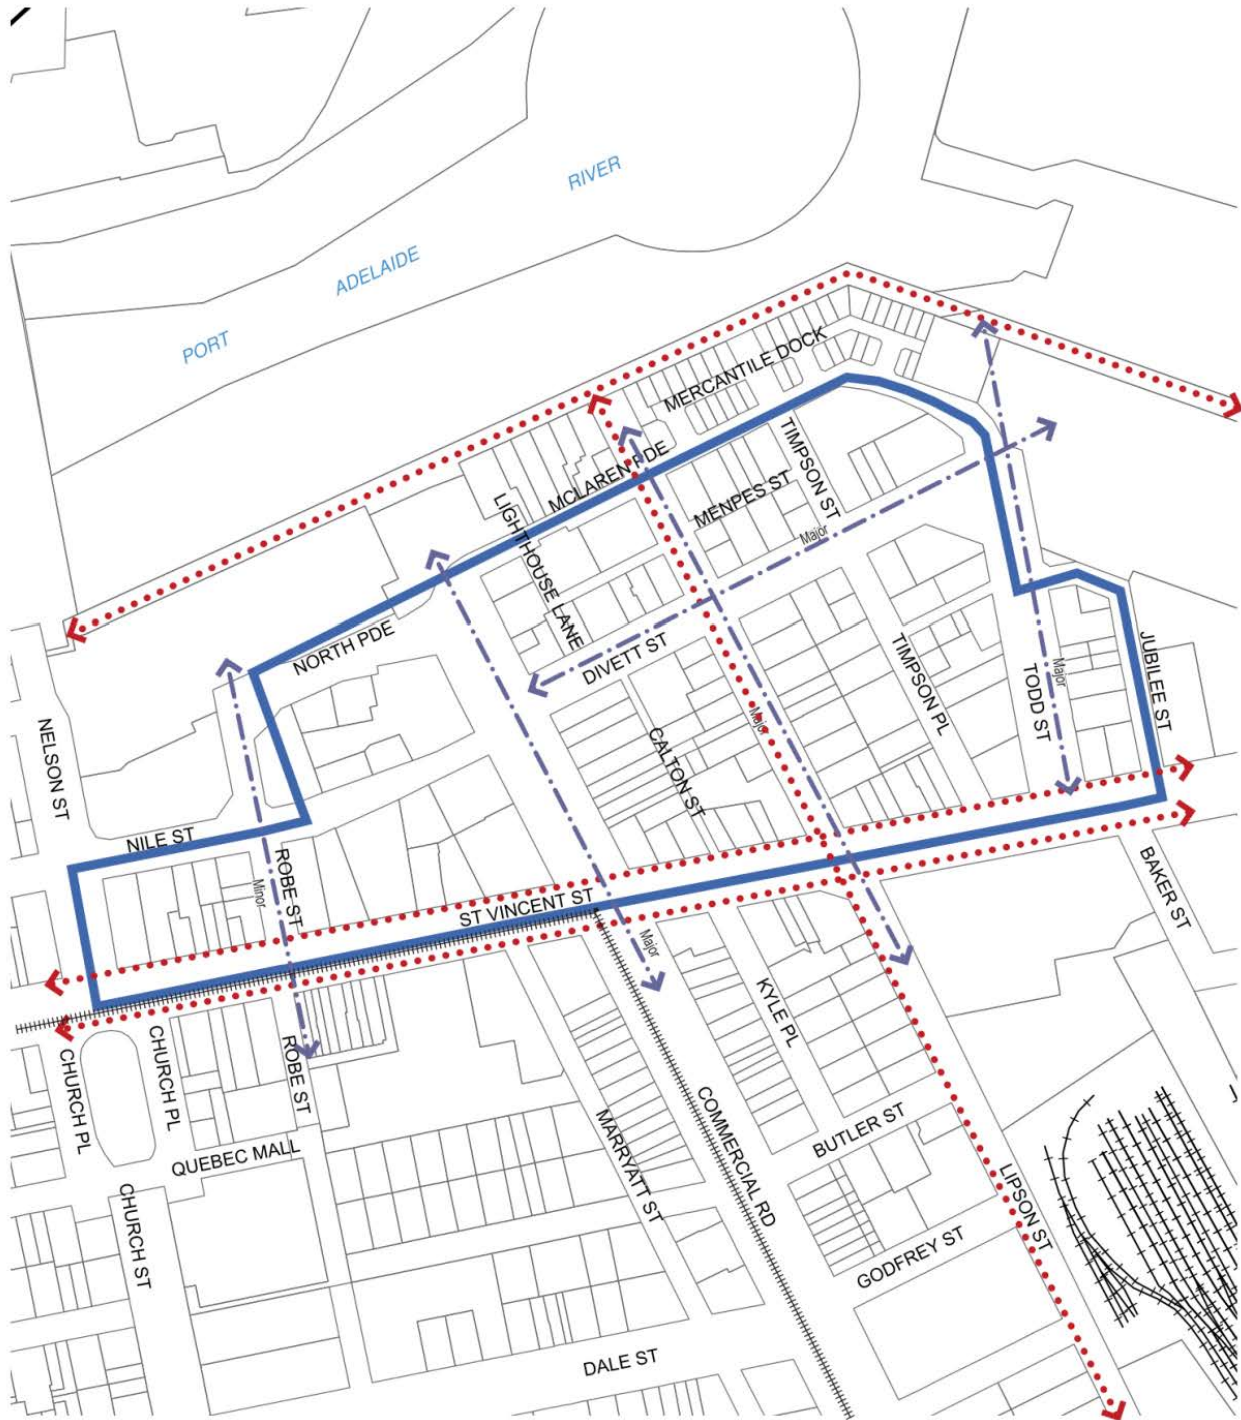 RIVER
ADELAIDE
PORT
MERCANTILE DOCK
MCLAREN PDE
TIMPSON ST
MENPES ST
LIGHTHOUSE LANE
Major
NORTH PDE
DIVETT ST
TIMPSON PL
JUBILEE ST
TODD ST
Major
NELSON ST
CALTON ST
Major
NILE ST
ROBE ST
Minor
ST VINCENT ST
BAKER ST
Major
KYLE PL
CHURCH PL
CHURCH PL
ROBE ST
COMMERCIAL RD
MARRYATT ST
BUTLER ST
QUEBEC MALL
LIPSON ST
CHURCH ST
GODFREY ST
DALE ST